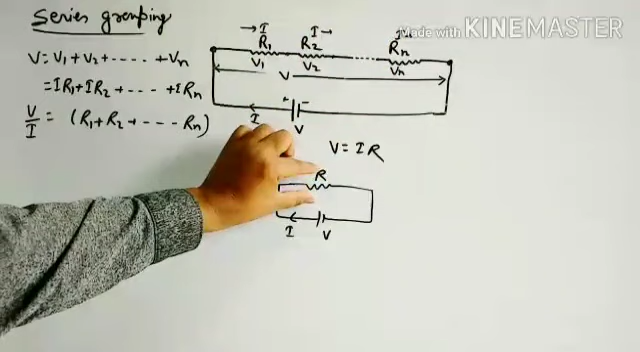 Series grouping
V = V₁ + V₂ + ----- + Vn
= IR₁ + IR₂ + ----- + IRn
V/I = (R₁ + R₂ + --- Rn)
→ I I → I
R₁ R₂ Rn
V₁ V₂ Vn
V
+ -
I V
V = IR
R
I V
Made with KINEMASTER